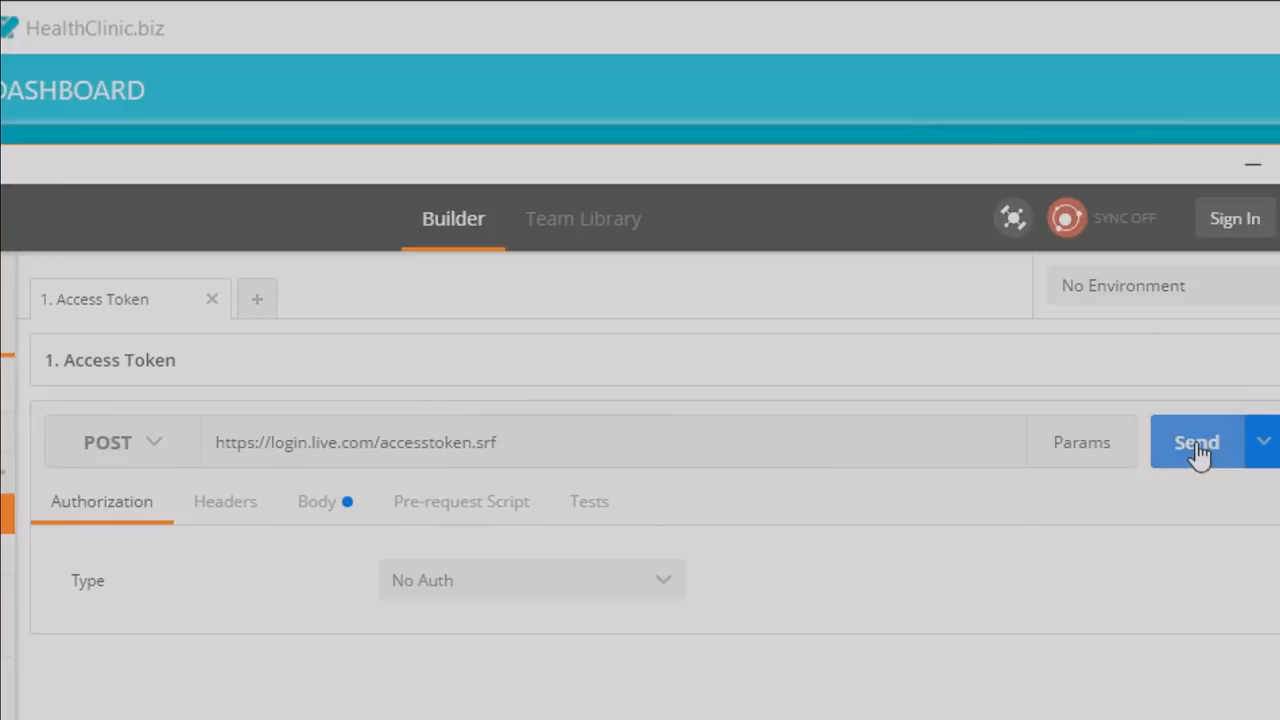 HealthClinic.biz
DASHBOARD
Builder Team Library SYNC OFF Sign In
1. Access Token No Environment
1. Access Token
POST https://login.live.com/accesstoken.srf Params Send
Authorization Headers Body Pre-request Script Tests
Type No Auth